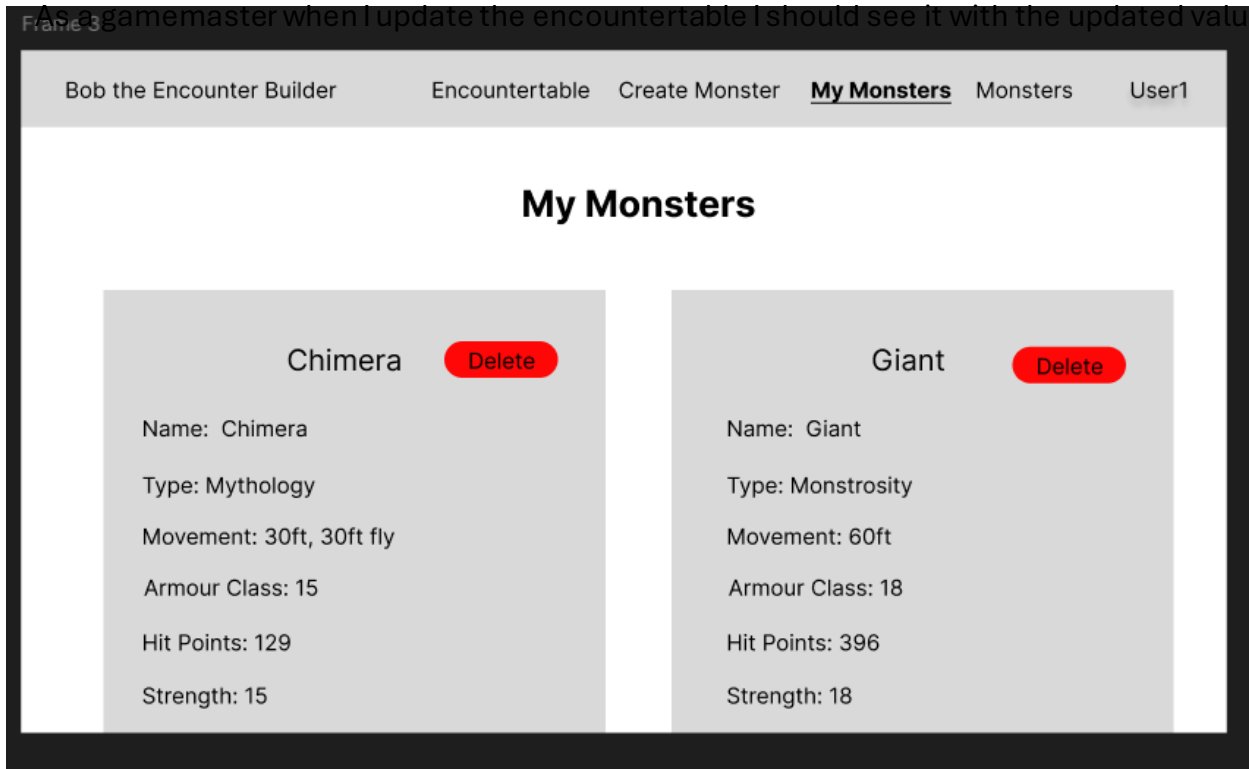 As a gamemaster when I update the encountertable I should see it with the updated valu
Frame 3
Bob the Encounter Builder Encountertable Create Monster My Monsters Monsters User1
My Monsters
Chimera Delete
Name: Chimera
Type: Mythology
Movement: 30ft, 30ft fly
Armour Class: 15
Hit Points: 129
Strength: 15
Giant Delete
Name: Giant
Type: Monstrosity
Movement: 60ft
Armour Class: 18
Hit Points: 396
Strength: 18